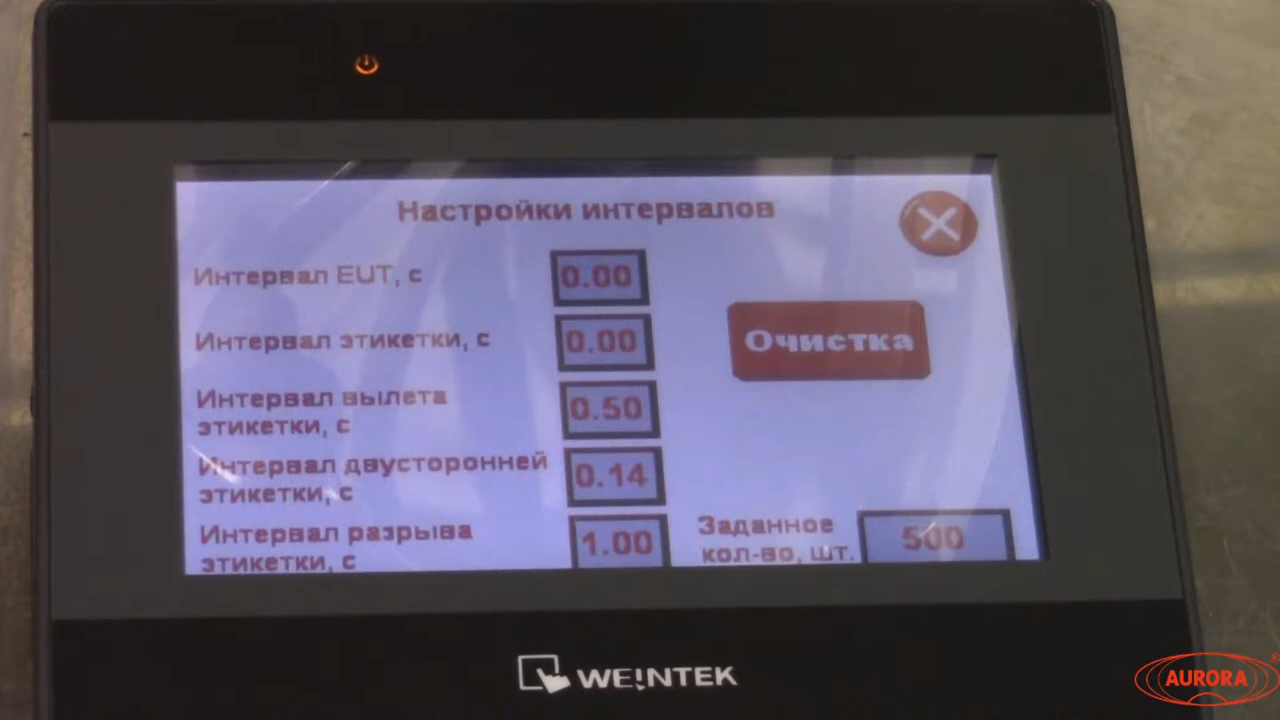 Настройки интервалов
Интервал EUT, с
0.00
Интервал этикетки, с
0.00
Очистка
Интервал вылета
этикетки, с
0.50
Интервал двусторонней
этикетки, с
0.14
Интервал разрыва
этикетки, с
1.00
Заданное
кол-во, шт.
500
WEINTEK
AURORA